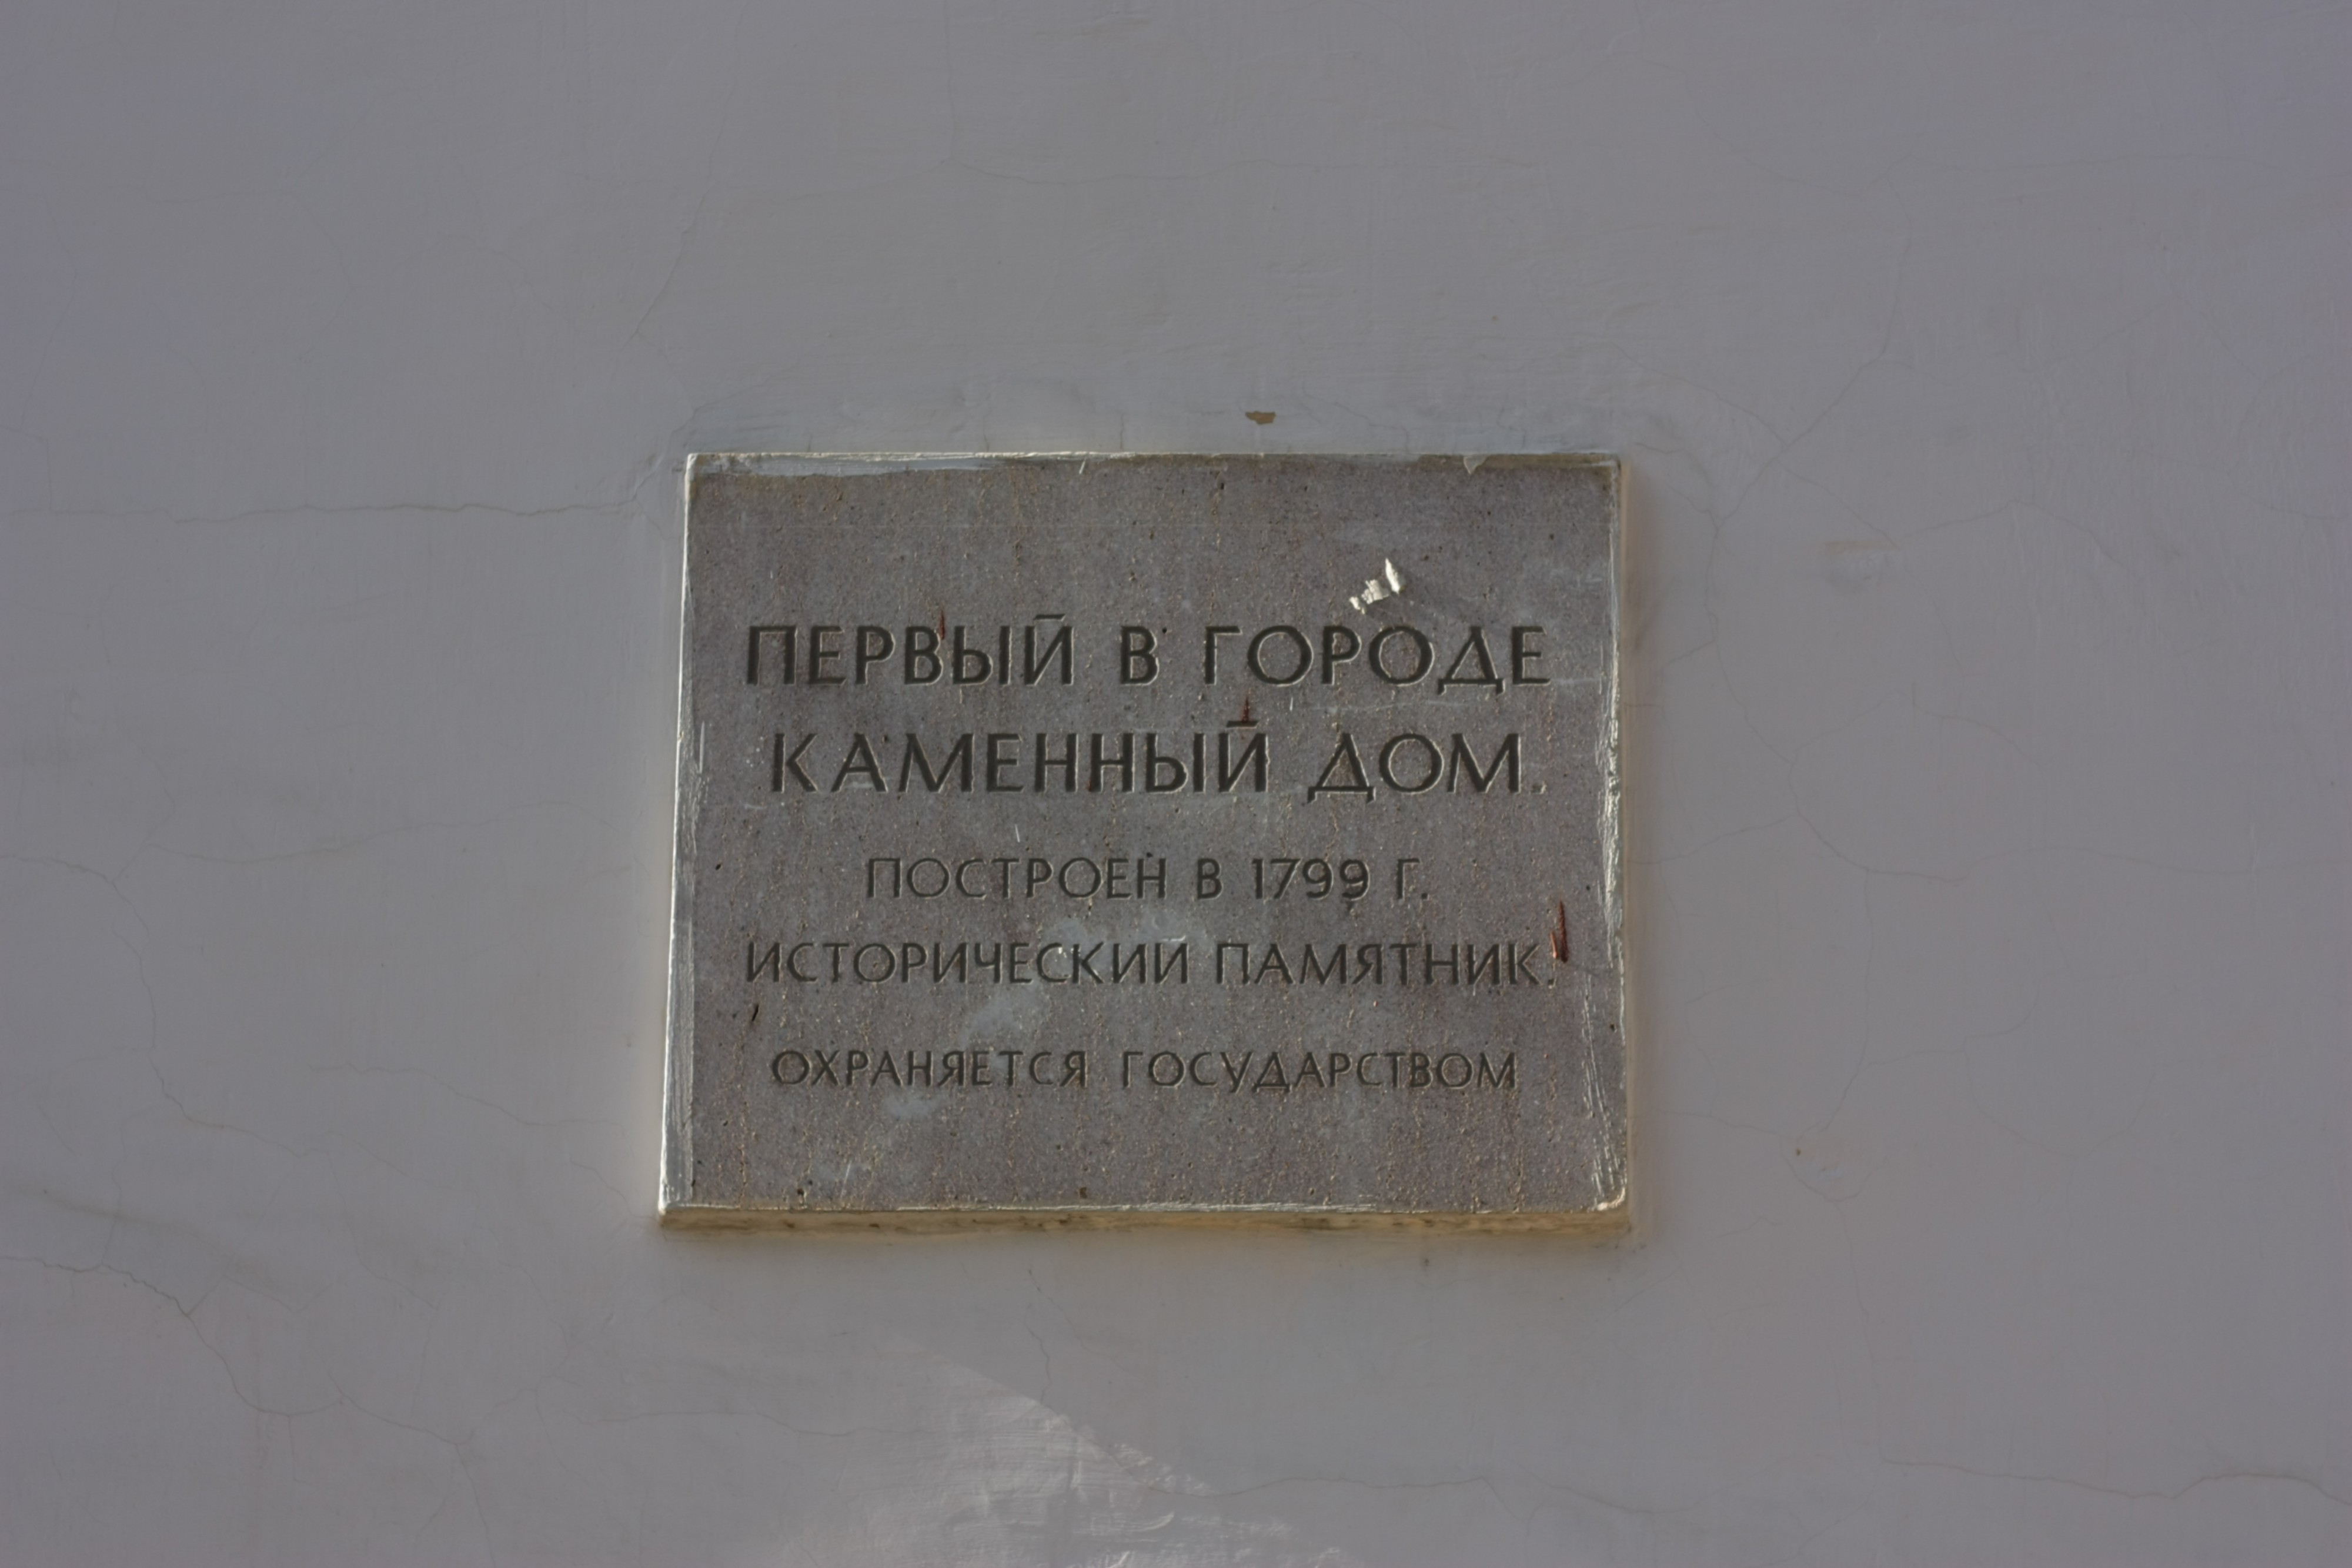 ПЕРВЫЙ В ГОРОДЕ
КАМЕННЫЙ ДОМ.
ПОСТРОЕН В 1799 Г.
ИСТОРИЧЕСКИЙ ПАМЯТНИК.
ОХРАНЯЕТСЯ ГОСУДАРСТВОМ